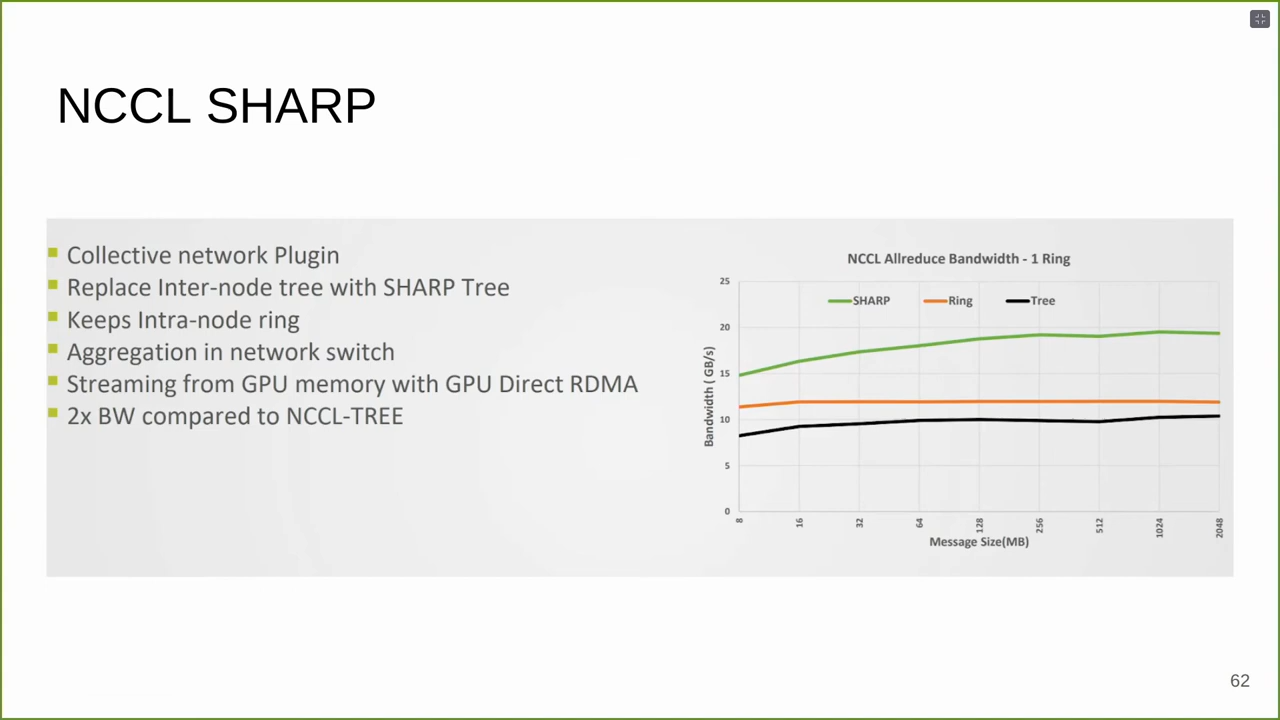 NCCL SHARP
Collective network Plugin
Replace Inter-node tree with SHARP Tree
Keeps Intra-node ring
Aggregation in network switch
Streaming from GPU memory with GPU Direct RDMA
2x BW compared to NCCL-TREE
NCCL Allreduce Bandwidth - 1 Ring
SHARP Ring Tree
Bandwidth ( GB/s)
25
20
15
10
5
0
8 16 32 64 128 256 512 1024 2048
Message Size(MB)
62